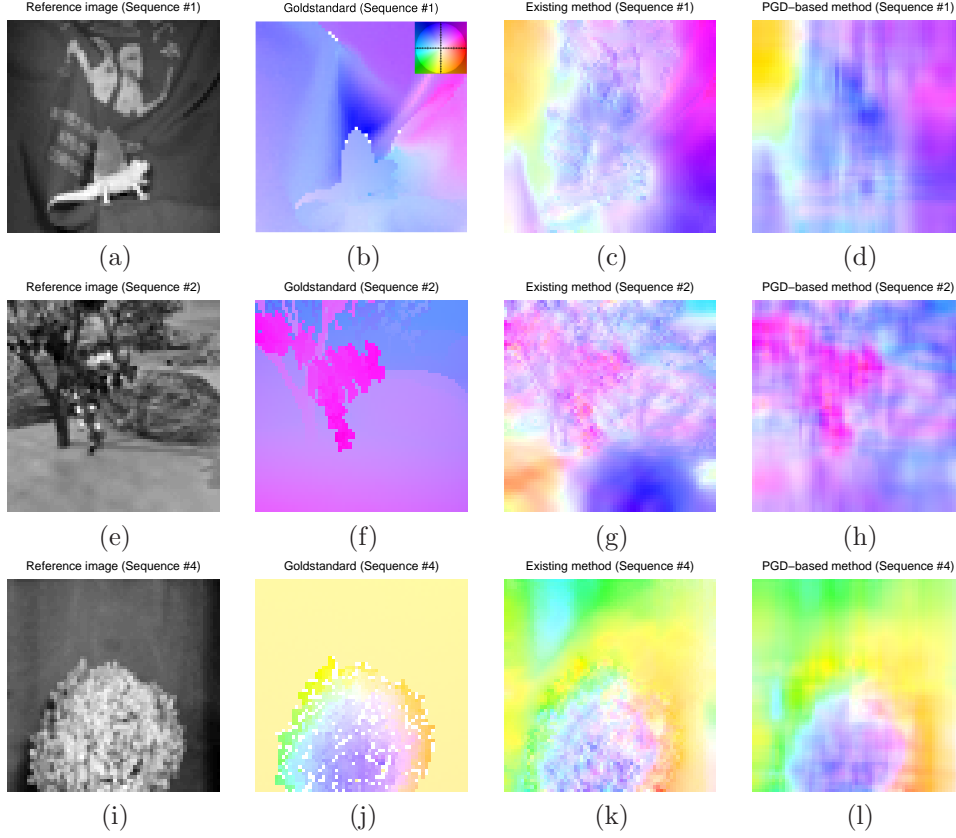 Reference image (Sequence #1)
Goldstandard (Sequence #1)
Existing method (Sequence #1)
PGD−based method (Sequence #1)
(a)
(b)
(c)
(d)
Reference image (Sequence #2)
Goldstandard (Sequence #2)
Existing method (Sequence #2)
PGD−based method (Sequence #2)
(e)
(f)
(g)
(h)
Reference image (Sequence #4)
Goldstandard (Sequence #4)
Existing method (Sequence #4)
PGD−based method (Sequence #4)
(i)
(j)
(k)
(l)